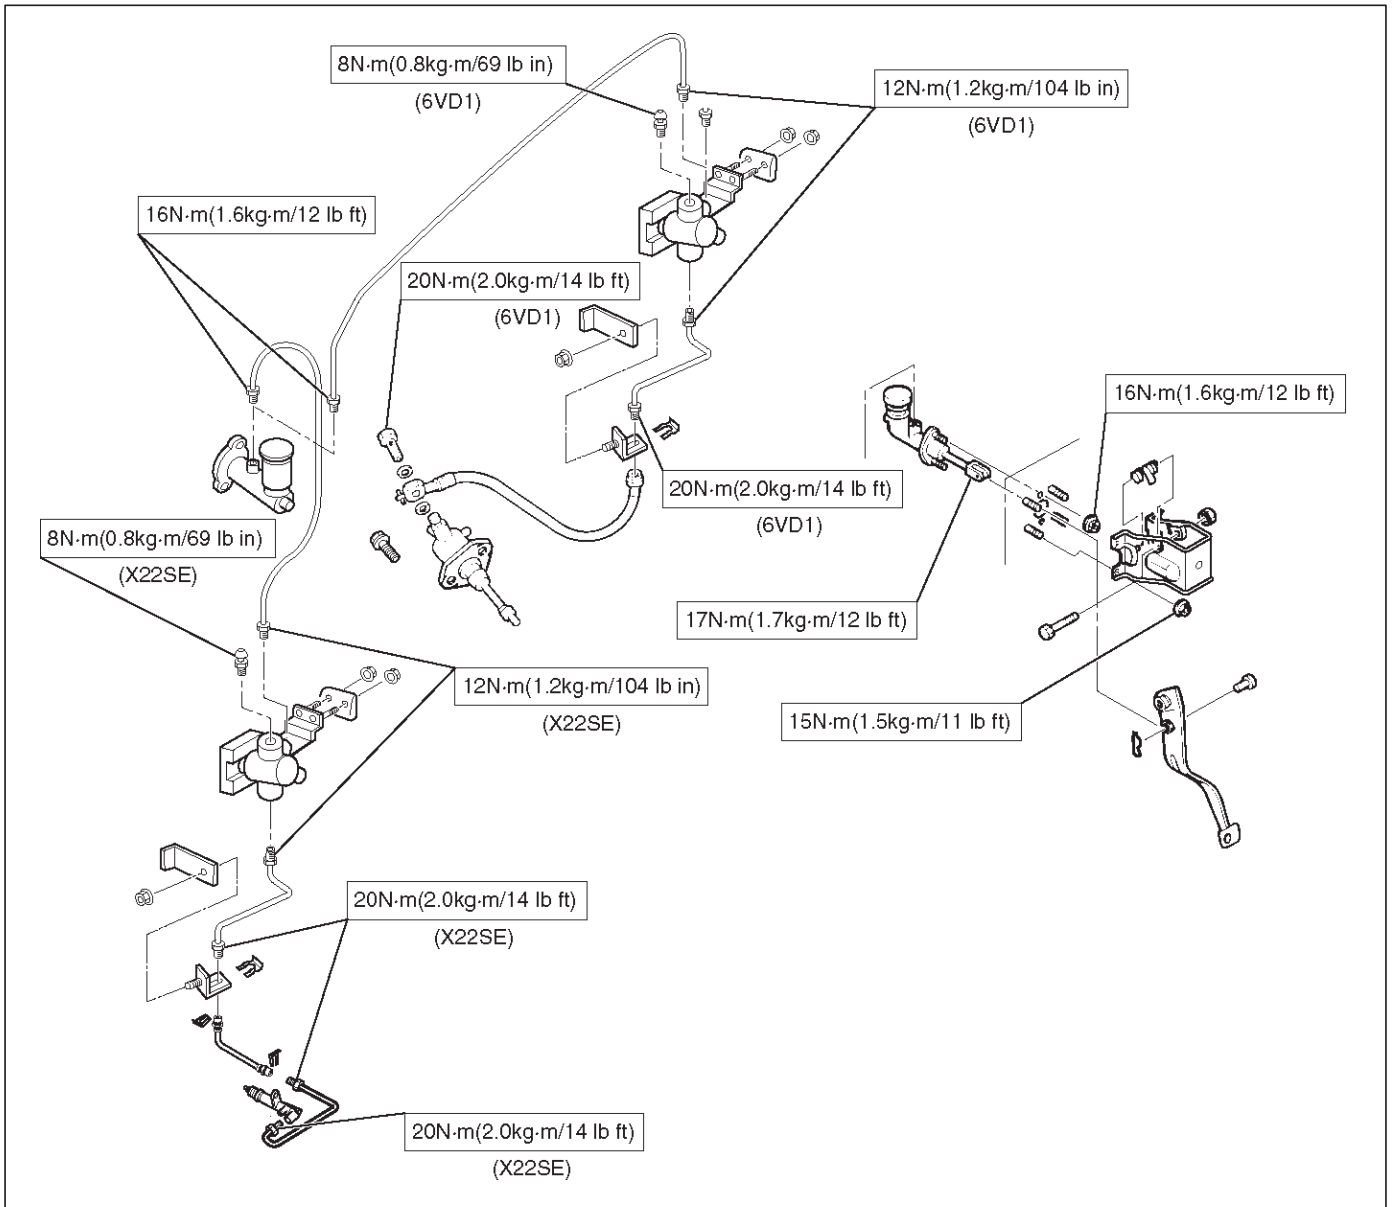 8N·m(0.8kg·m/69 lb in)
(6VD1)
12N·m(1.2kg·m/104 lb in)
(6VD1)
16N·m(1.6kg·m/12 lb ft)
20N·m(2.0kg·m/14 lb ft)
(6VD1)
16N·m(1.6kg·m/12 lb ft)
20N·m(2.0kg·m/14 lb ft)
(6VD1)
8N·m(0.8kg·m/69 lb in)
(X22SE)
17N·m(1.7kg·m/12 lb ft)
12N·m(1.2kg·m/104 lb in)
(X22SE)
15N·m(1.5kg·m/11 lb ft)
20N·m(2.0kg·m/14 lb ft)
(X22SE)
20N·m(2.0kg·m/14 lb ft)
(X22SE)